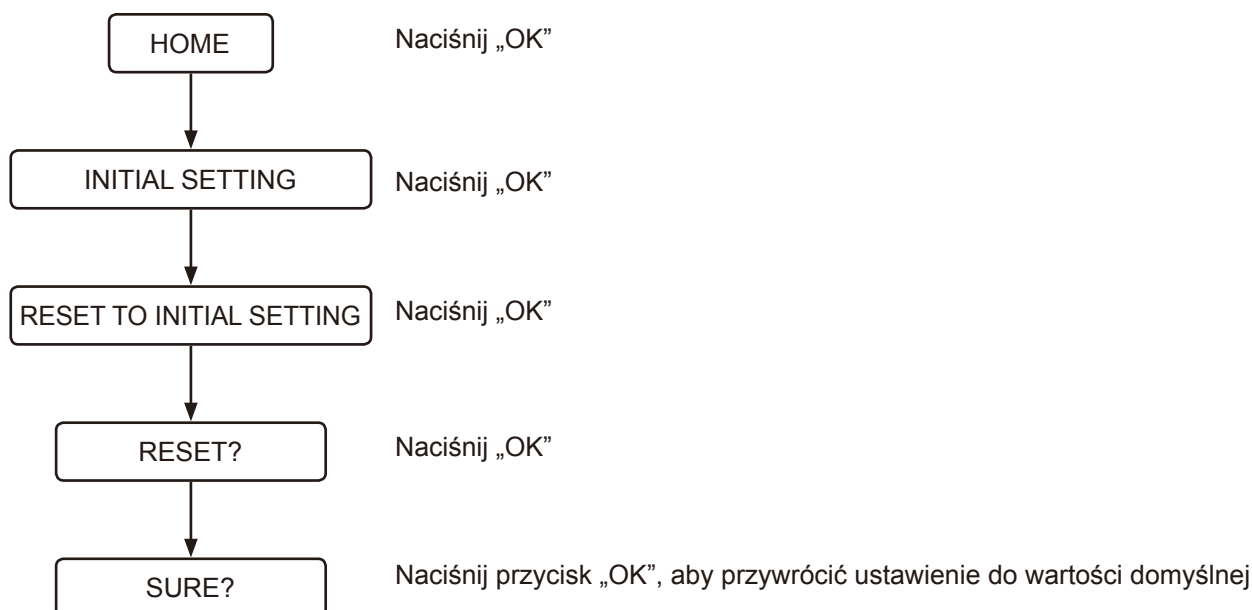 HOME
Naciśnij „OK”
INITIAL SETTING
Naciśnij „OK”
RESET TO INITIAL SETTING
Naciśnij „OK”
RESET?
Naciśnij „OK”
SURE?
Naciśnij przycisk „OK”, aby przywrócić ustawienie do wartości domyślnej